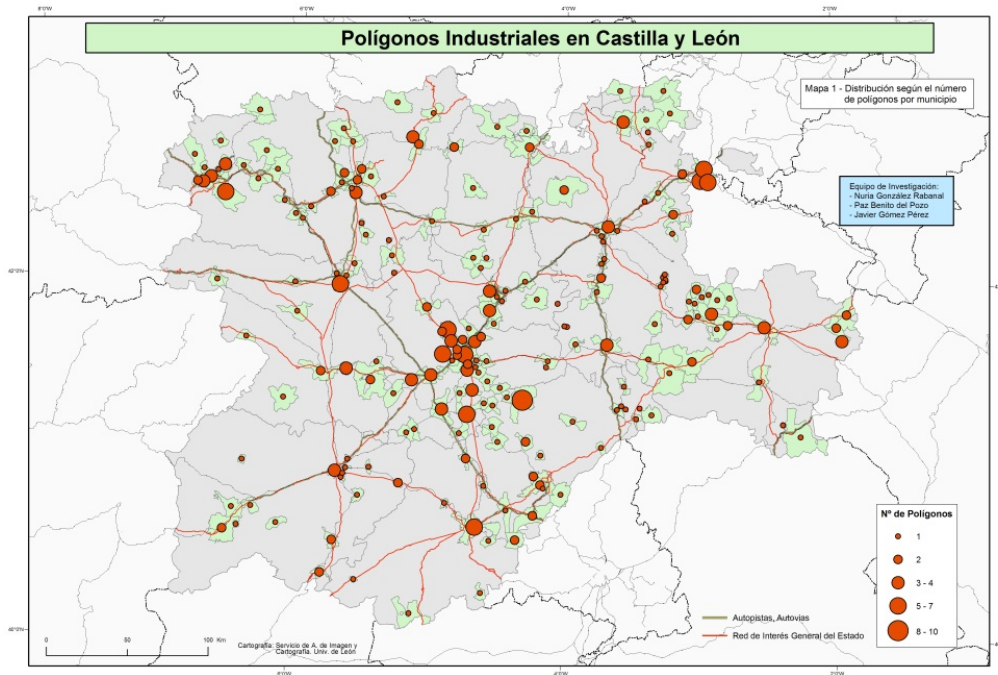 8°0'W 6°0'W 4°0'W 2°0'W
Polígonos Industriales en Castilla y León
Mapa 1 - Distribución según el número
de polígonos por municipio
Equipo de Investigación:
- Nuria González Rabanal
- Paz Benito del Pozo
- Javier Gómez Pérez
Nº de Polígonos
1
2
3 - 4
5 - 7
8 - 10
Autopistas, Autovias
Red de Interés General del Estado
0 50 100 Km
Cartografía: Servicio de A. de Imagen y
Cartografía. Univ. de León
4°0'W 2°0'W